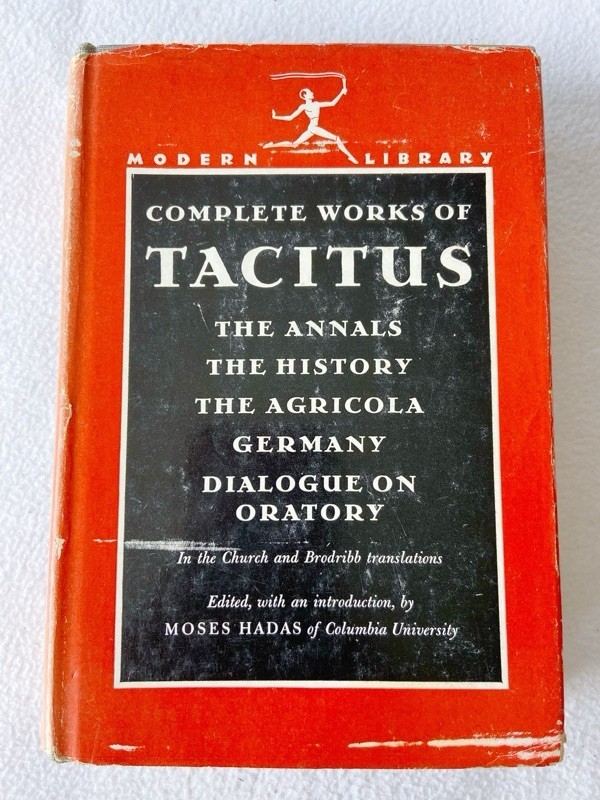 MODERN LIBRARY
COMPLETE WORKS OF
TACITUS
THE ANNALS
THE HISTORY
THE AGRICOLA
GERMANY
DIALOGUE ON
ORATORY
In the Church and Brodribb translations
Edited, with an introduction, by
MOSES HADAS of Columbia University